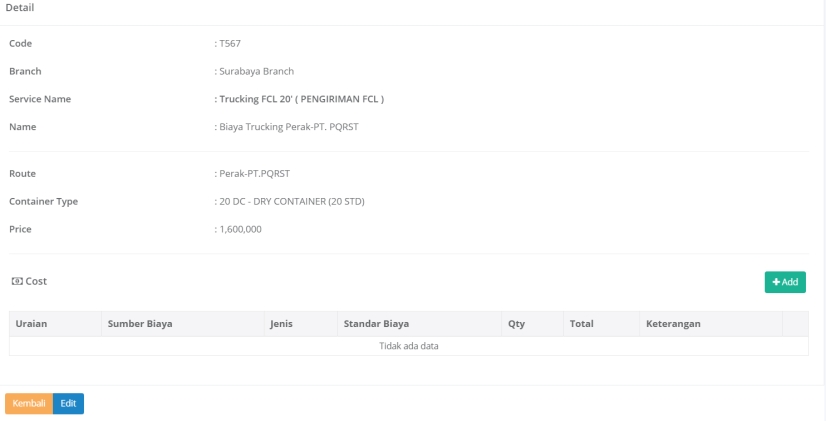 Detail
Code : T567
Branch : Surabaya Branch
Service Name : Trucking FCL 20' ( PENGIRIMAN FCL )
Name : Biaya Trucking Perak-PT. PQRST
Route : Perak-PT.PQRST
Container Type : 20 DC - DRY CONTAINER (20 STD)
Price : 1,600,000
Cost
+ Add
Uraian Sumber Biaya Jenis Standar Biaya Qty Total Keterangan
Tidak ada data
Kembali Edit